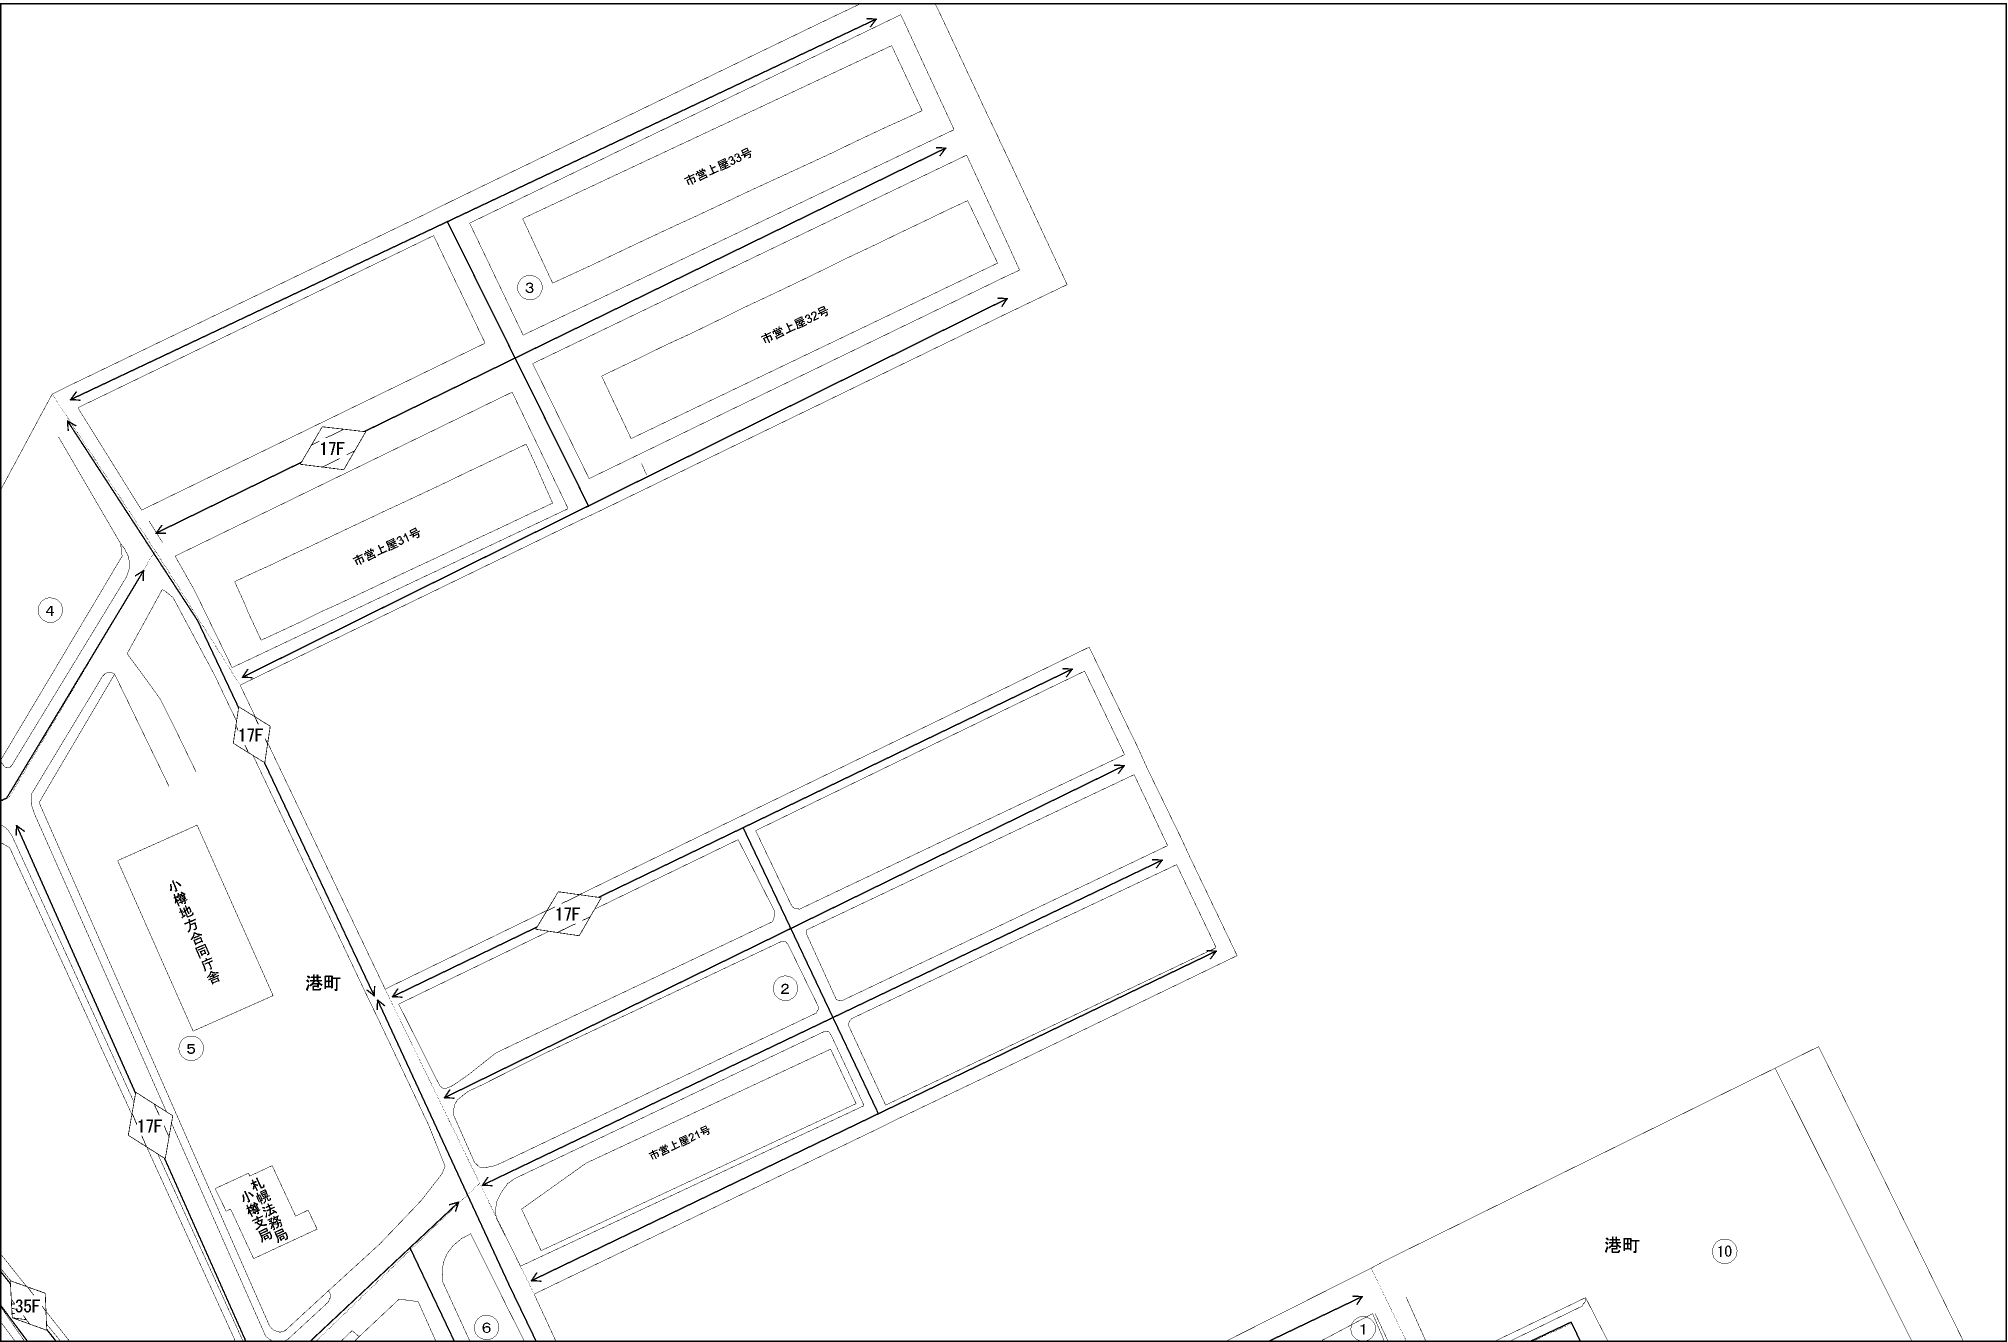 市営上屋33号
3
市営上屋32号
17F
市営上屋31号
4
17F
17F
小樽地方合同庁舎
港町
2
5
17F
市営上屋21号
札幌法務局
小樽支局
港町
10
35F
6
1